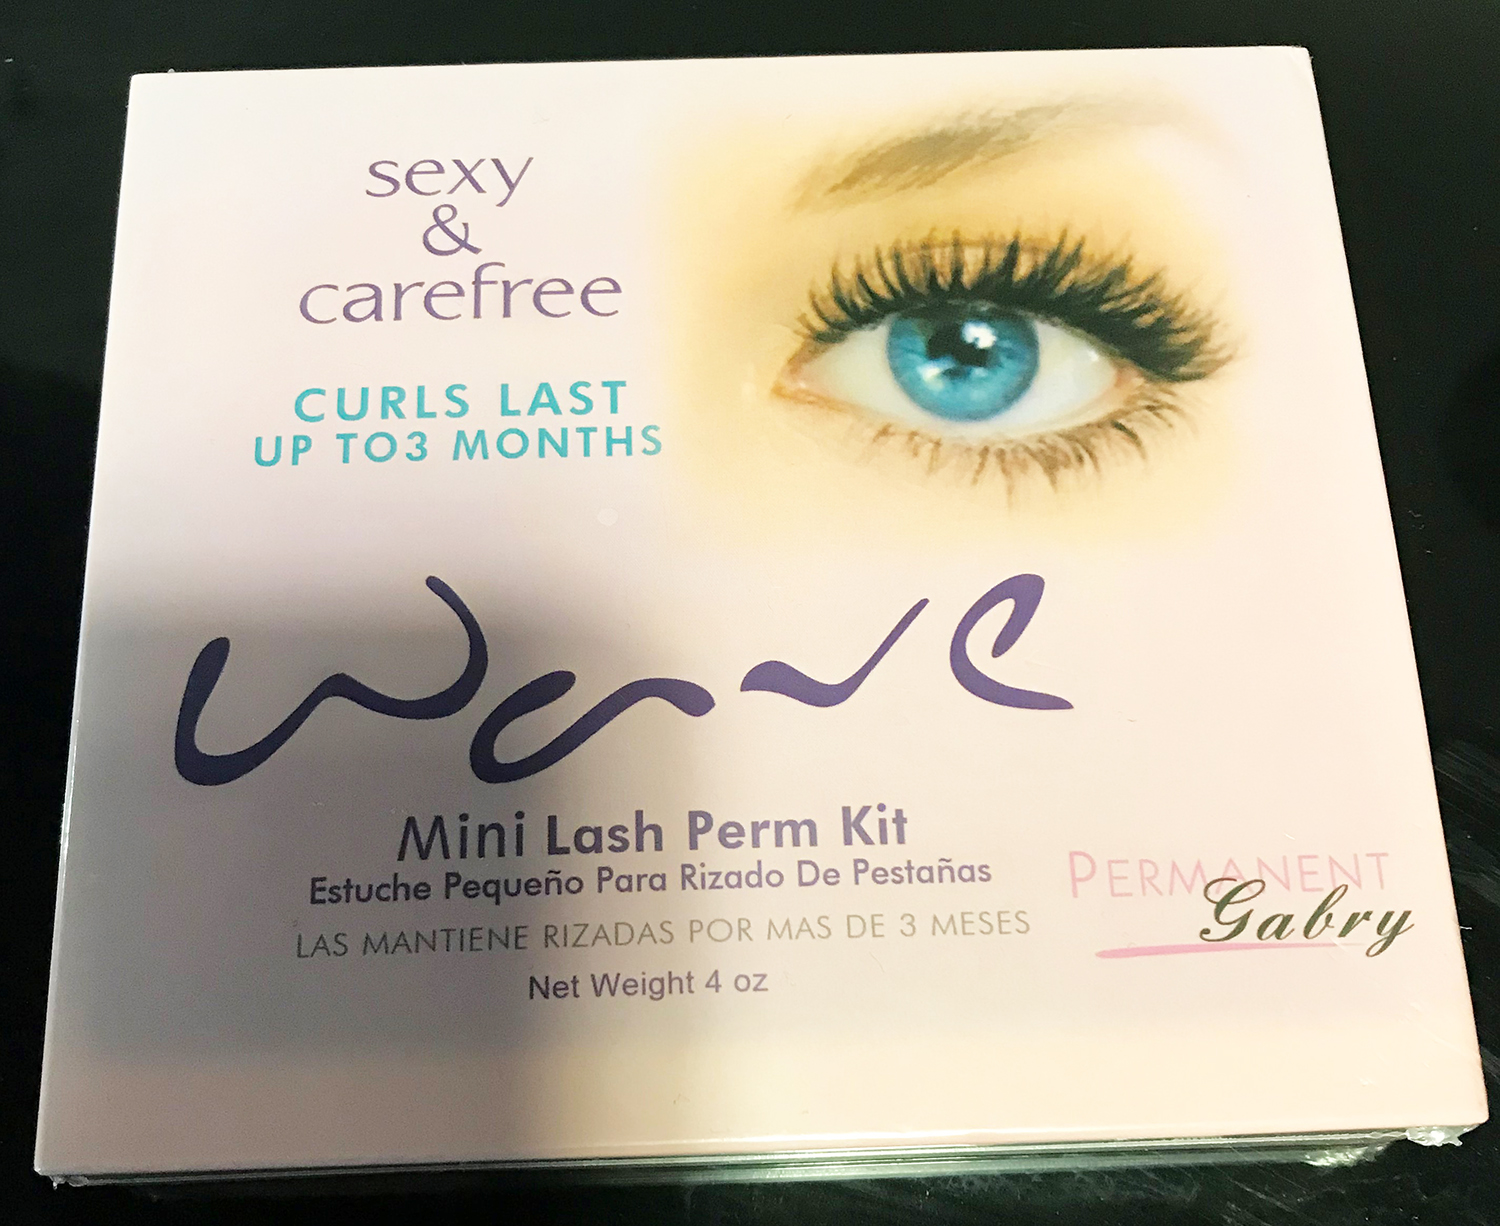 sexy
&
carefree
CURLS LAST
UP TO3 MONTHS
Wave
Mini Lash Perm Kit
Estuche Pequeño Para Rizado De Pestañas
LAS MANTIENE RIZADAS POR MAS DE 3 MESES
Net Weight 4 oz
PERMANENT
Gabry